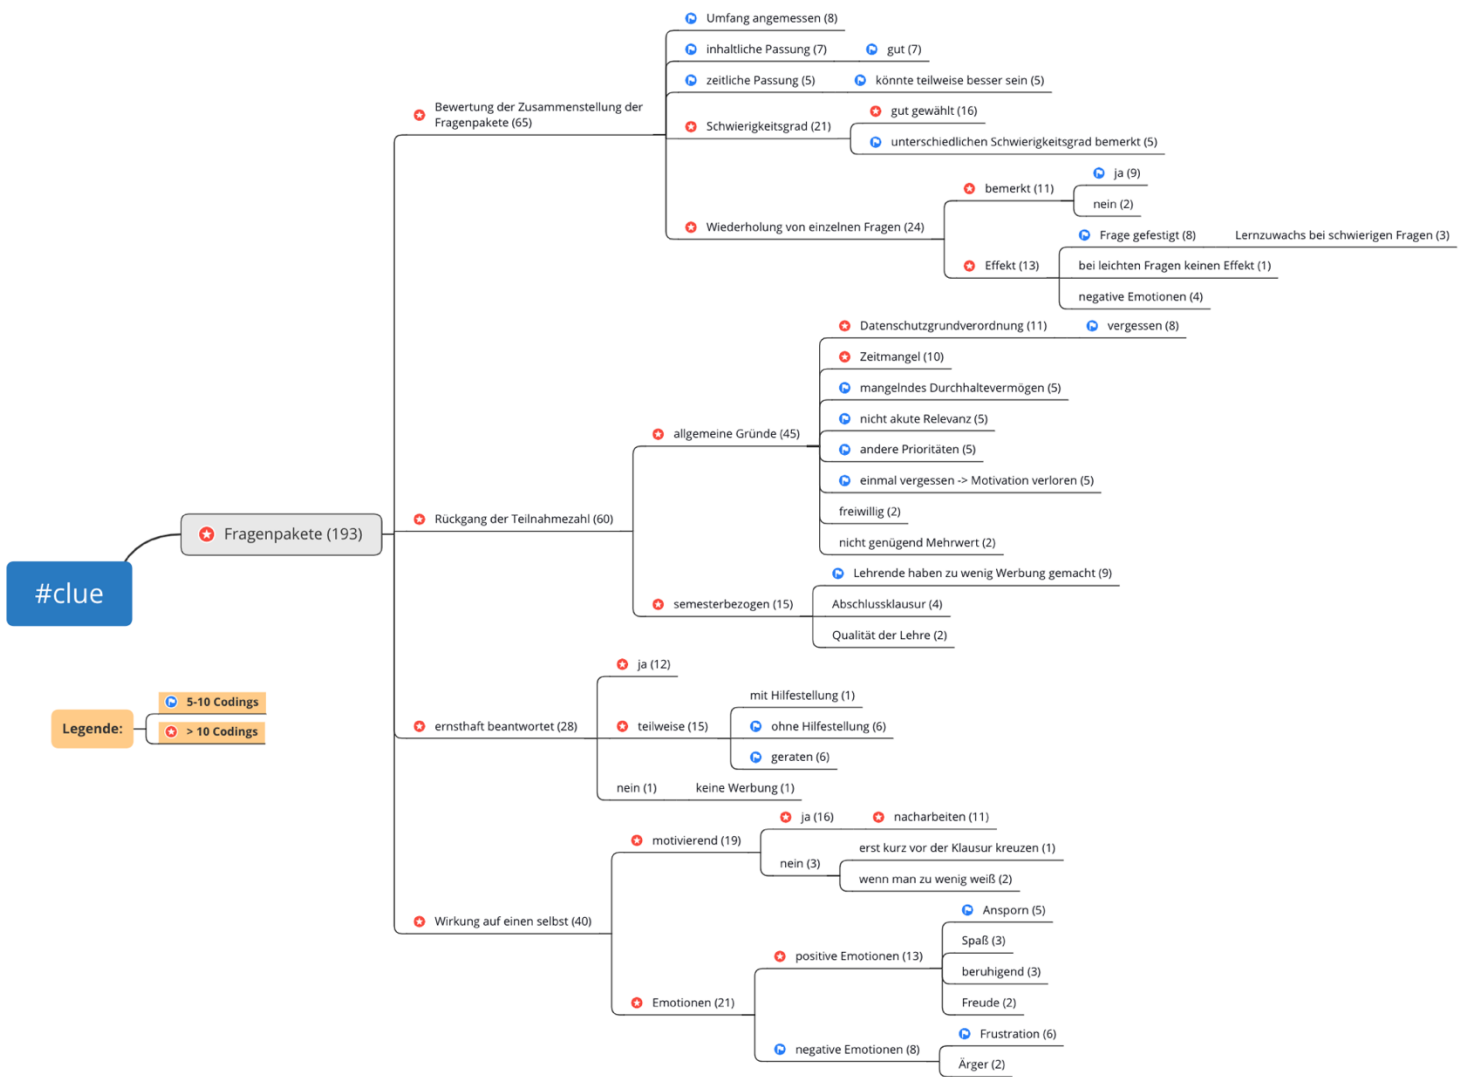 Umfang angemessen (8)
inhaltliche Passung (7)
gut (7)
zeitliche Passung (5)
könnte teilweise besser sein (5)
Bewertung der Zusammenstellung der
Fragenpakete (65)
Schwierigkeitsgrad (21)
gut gewählt (16)
unterschiedlichen Schwierigkeitsgrad bemerkt (5)
Wiederholung von einzelnen Fragen (24)
bemerkt (11)
ja (9)
nein (2)
Effekt (13)
Frage gefestigt (8)
Lernzuwachs bei schwierigen Fragen (3)
bei leichten Fragen keinen Effekt (1)
negative Emotionen (4)
Rückgang der Teilnahmezahl (60)
allgemeine Gründe (45)
Datenschutzgrundverordnung (11)
vergessen (8)
Zeitmangel (10)
mangelndes Durchhaltevermögen (5)
nicht akute Relevanz (5)
andere Prioritäten (5)
einmal vergessen -> Motivation verloren (5)
freiwillig (2)
nicht genügend Mehrwert (2)
semesterbezogen (15)
Lehrende haben zu wenig Werbung gemacht (9)
Abschlussklausur (4)
Qualität der Lehre (2)
Fragenpakete (193)
#clue
ernsthaft beantwortet (28)
ja (12)
teilweise (15)
mit Hilfestellung (1)
ohne Hilfestellung (6)
geraten (6)
nein (1)
keine Werbung (1)
Legende:
5-10 Codings
> 10 Codings
Wirkung auf einen selbst (40)
motivierend (19)
ja (16)
nacharbeiten (11)
nein (3)
erst kurz vor der Klausur kreuzen (1)
wenn man zu wenig weiß (2)
Emotionen (21)
positive Emotionen (13)
Ansporn (5)
Spaß (3)
beruhigend (3)
Freude (2)
negative Emotionen (8)
Frustration (6)
Ärger (2)